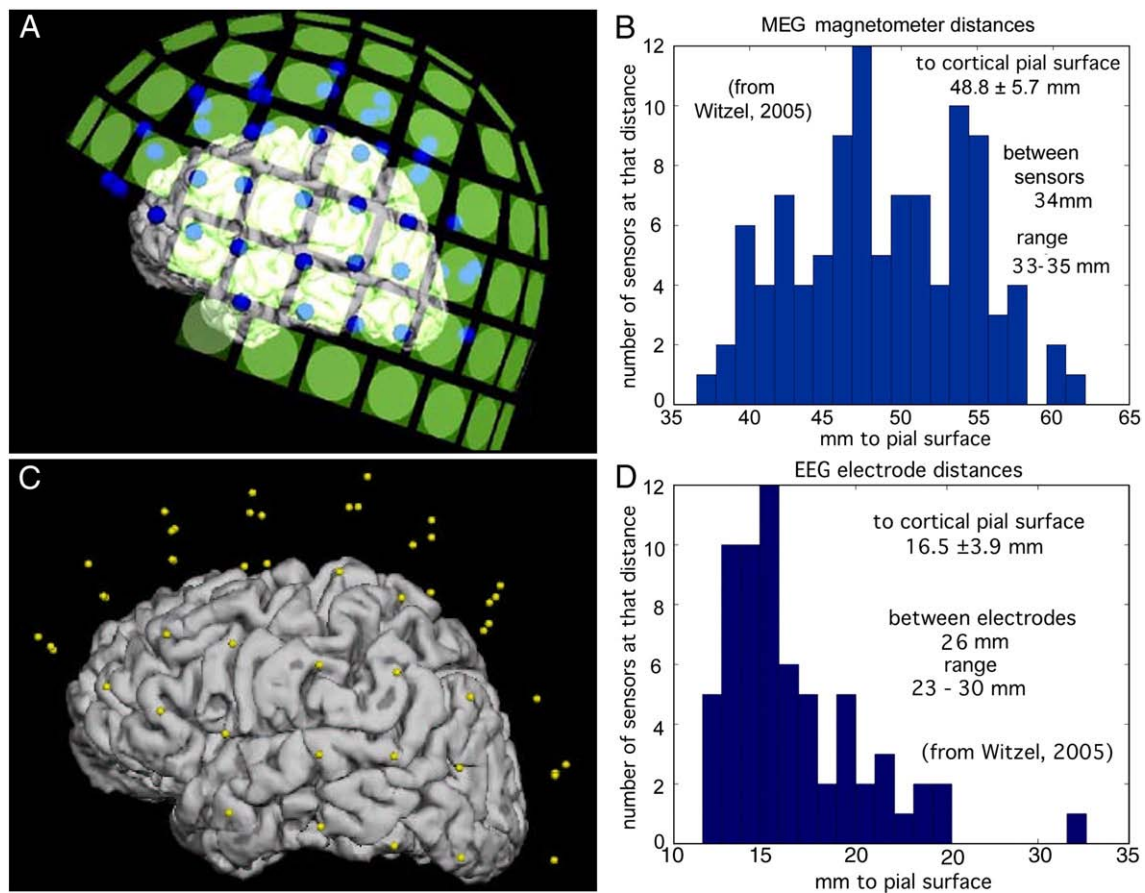 A
B
MEG magnetometer distances
12
10
8
6
4
2
0
number of sensors at that distance
(from
Witzel, 2005)
to cortical pial surface
48.8 ± 5.7 mm
between
sensors
34mm
range
33-35 mm
35
40
45
50
55
60
65
mm to pial surface
C
D
EEG electrode distances
12
10
8
6
4
2
0
number of sensors at that distance
to cortical pial surface
16.5 ±3.9 mm
between electrodes
26 mm
range
23 - 30 mm
(from Witzel, 2005)
10
15
20
20
30
35
mm to pial surface